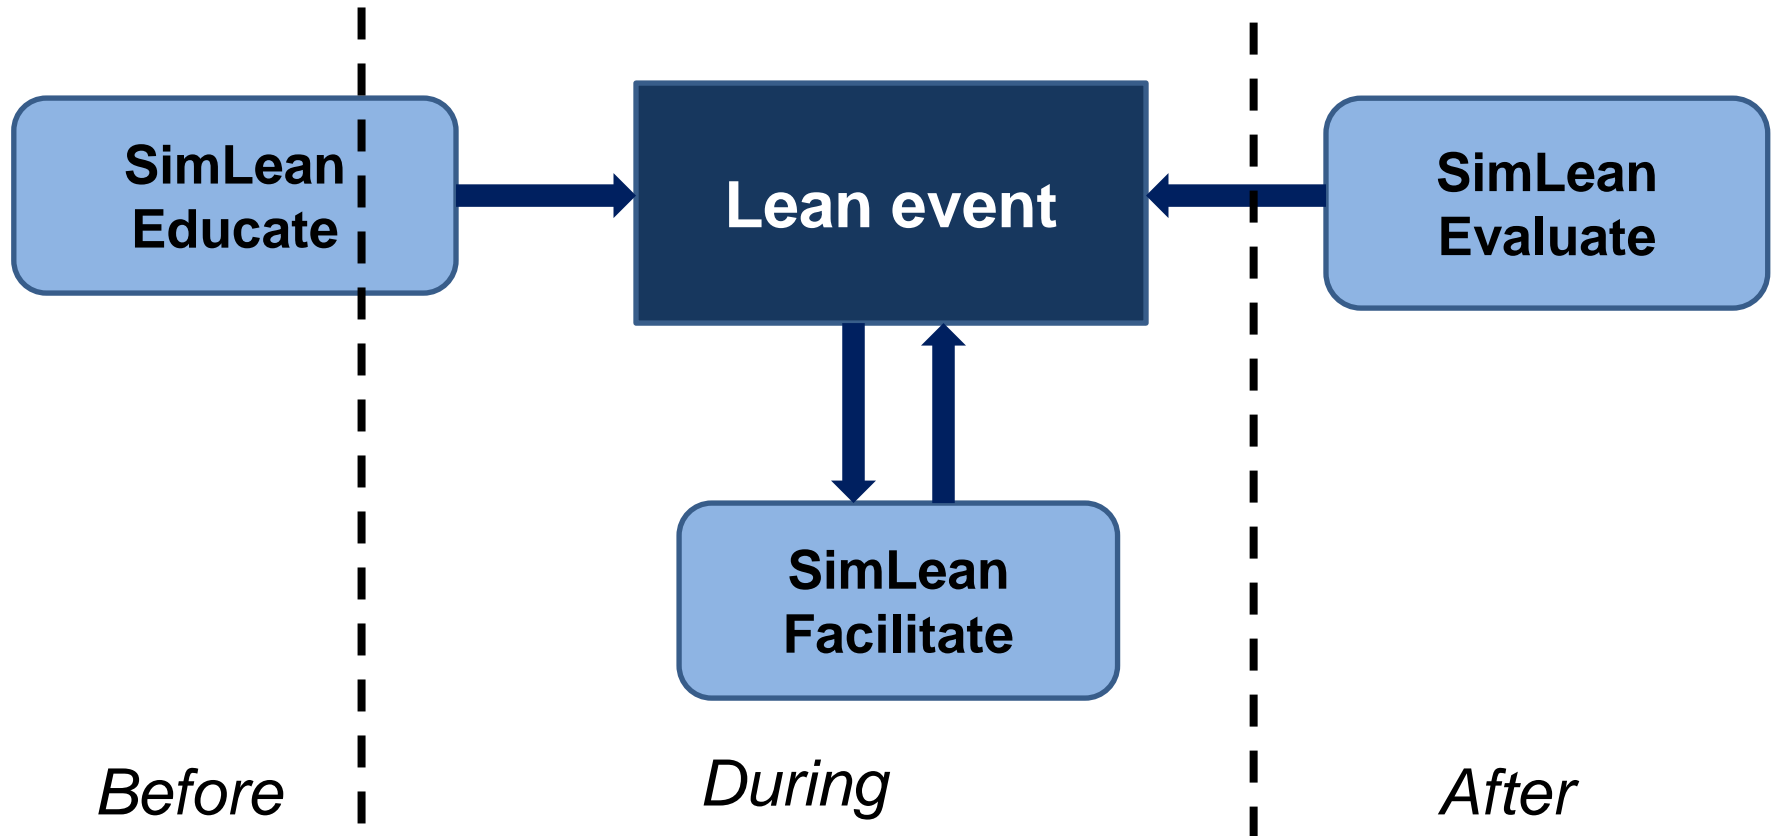 SimLean
Educate
Lean event
SimLean
Evaluate
SimLean
Facilitate
Before
During
After